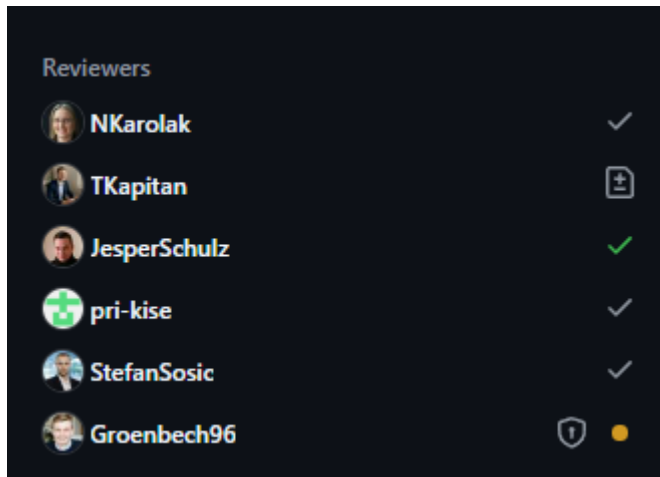 Reviewers
NKarolak
TKapitan
JesperSchulz
pri-kise
StefanSosic
Groenbech96